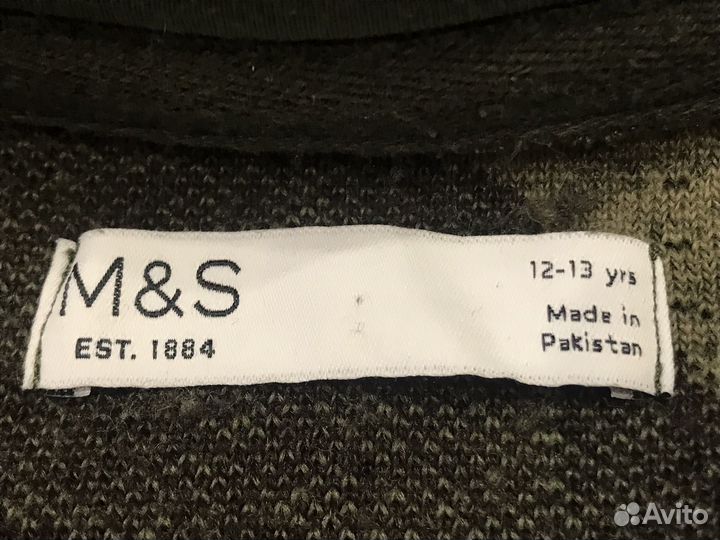 M&S
EST. 1884
12-13 yrs
Made in
Pakistan
Avito